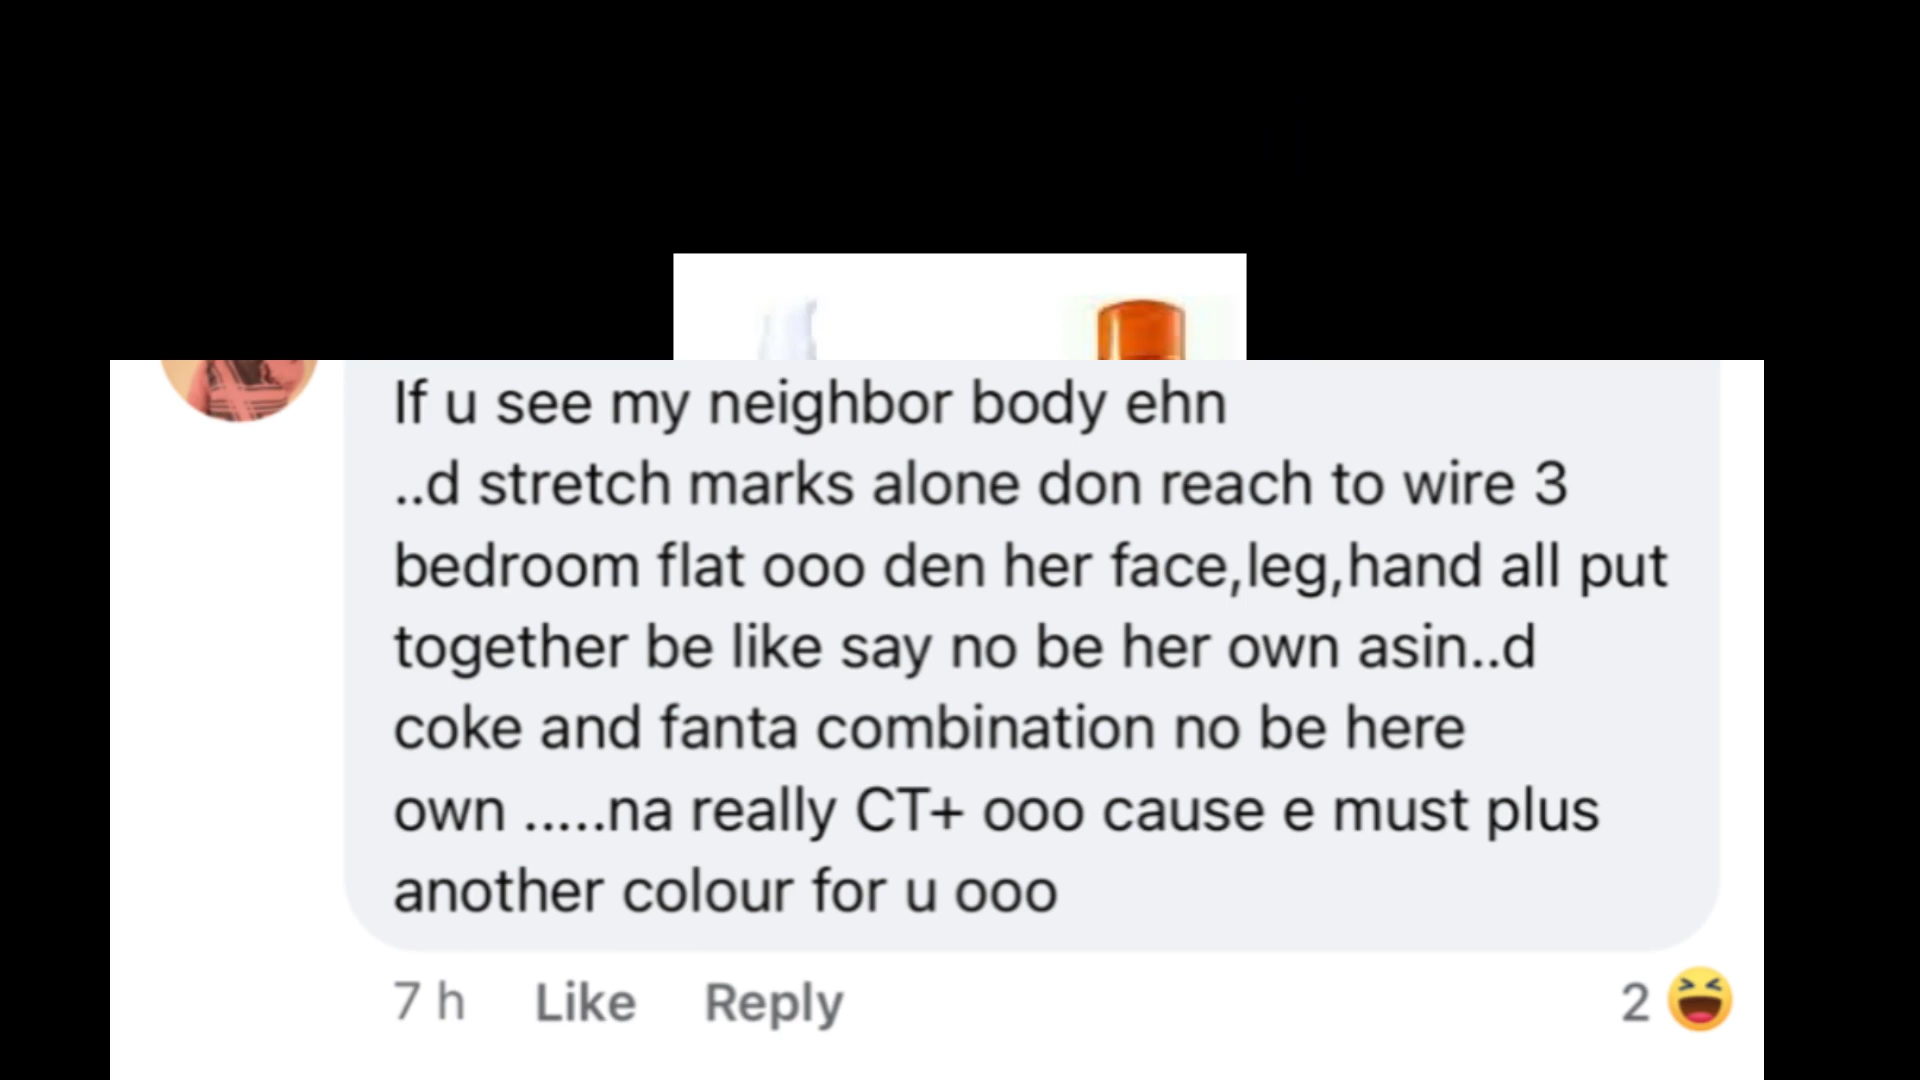 If u see my neighbor body ehn
..d stretch marks alone don reach to wire 3
bedroom flat ooo den her face,leg,hand all put
together be like say no be her own asin..d
coke and fanta combination no be here
own .....na really CT+ ooo cause e must plus
another colour for u ooo
7 h Like Reply 2